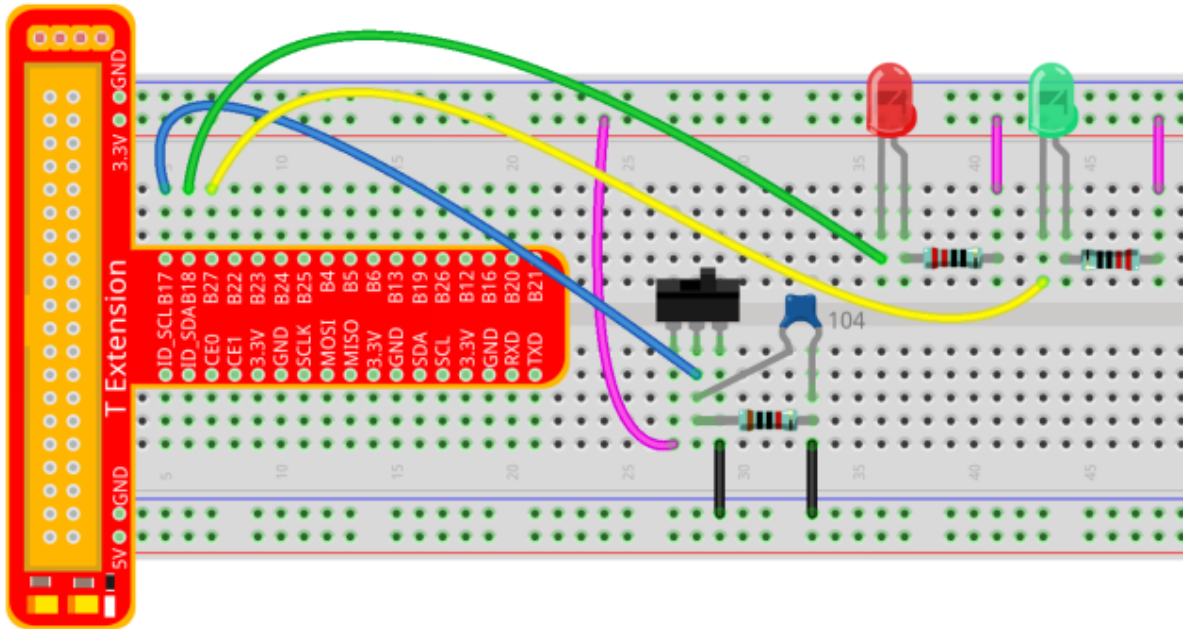 GND
3.3V
5 10 15 20 25 30 35 40 45
T Extension
B17 B18 B27 B22 B23 B24 B25 B4 B5 B6 B13 B19 B26 B12 B16 B20 B21
ID_SCL ID_SDA CE0 CE1 3.3V GND SCLK MOSI MISO 3.3V GND SDA SCL 3.3V GND RXD TXD
104
5 10 15 20 25 30 35 40 45
GND
5V